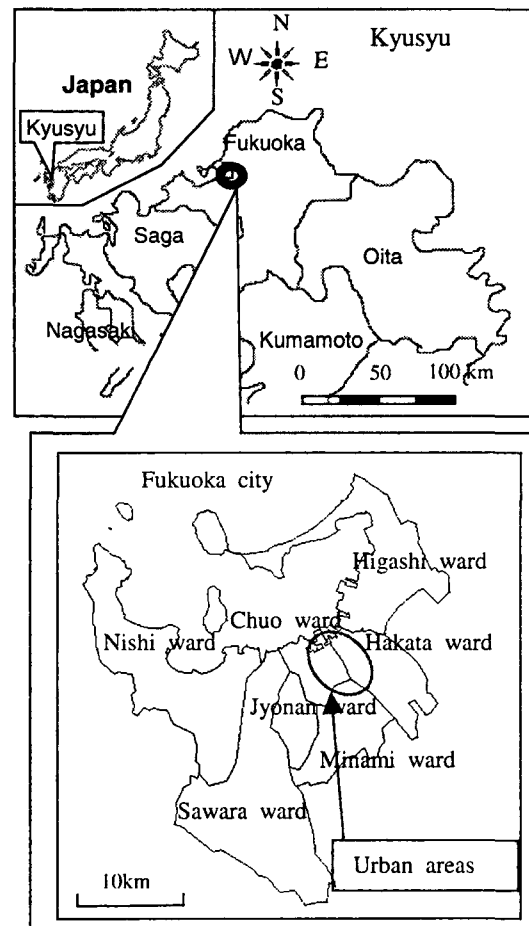 N
Kyusyu
W
E
S
Japan
Kyusyu
Fukuoka
Saga
Oita
Nagasaki
Kumamoto
0 50 100 km
Fukuoka city
Higashi ward
Chuo ward
Nishi ward
Hakata ward
Jyonan ward
Minami ward
Sawara ward
Urban areas
10km